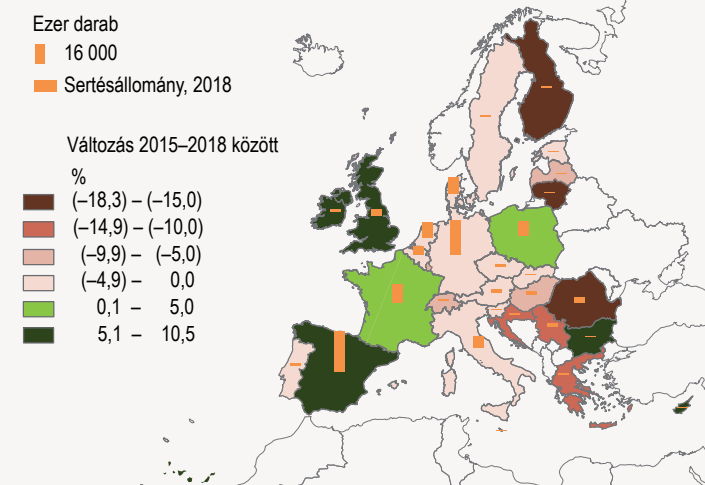 Ezer darab
16 000
Sertésállomány, 2018
Változás 2015–2018 között
%
(–18,3) – (–15,0)
(–14,9) – (–10,0)
(–9,9) – (–5,0)
(–4,9) – 0,0
0,1 – 5,0
5,1 – 10,5